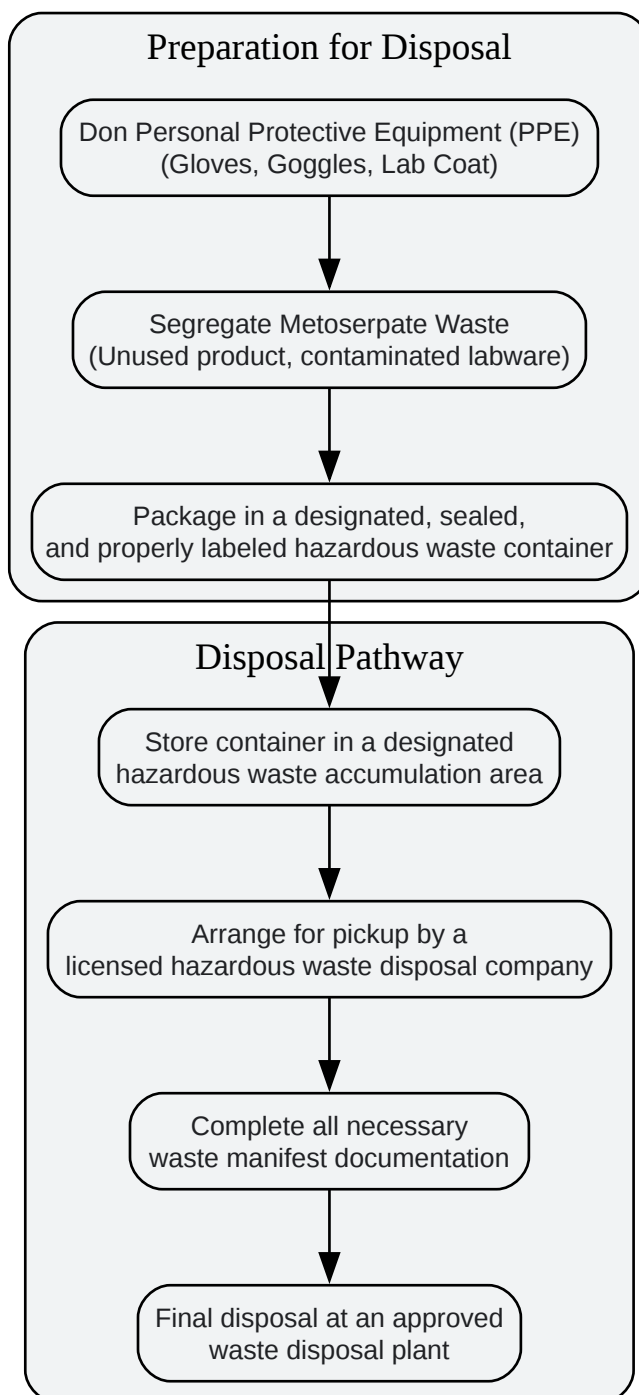 Preparation for Disposal
Don Personal Protective Equipment (PPE)
(Gloves, Goggles, Lab Coat)
Segregate Metoserpate Waste
(Unused product, contaminated labware)
Package in a designated, sealed,
and properly labeled hazardous waste container
Disposal Pathway
Store container in a designated
hazardous waste accumulation area
Arrange for pickup by a
licensed hazardous waste disposal company
Complete all necessary
waste manifest documentation
Final disposal at an approved
waste disposal plant